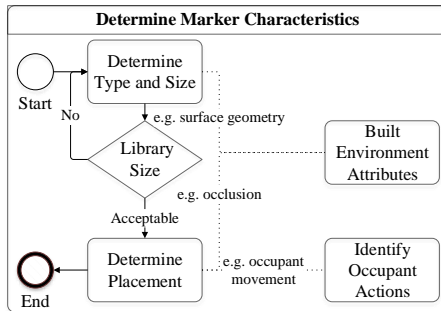 Determine Marker Characteristics
Determine
Type and Size
Start
No
e.g. surface geometry
Library
Size
Built
Environment
Attributes
e.g. occlusion
Acceptable
Determine
Placement
e.g. occupant
movement
Identify
Occupant
Actions
End